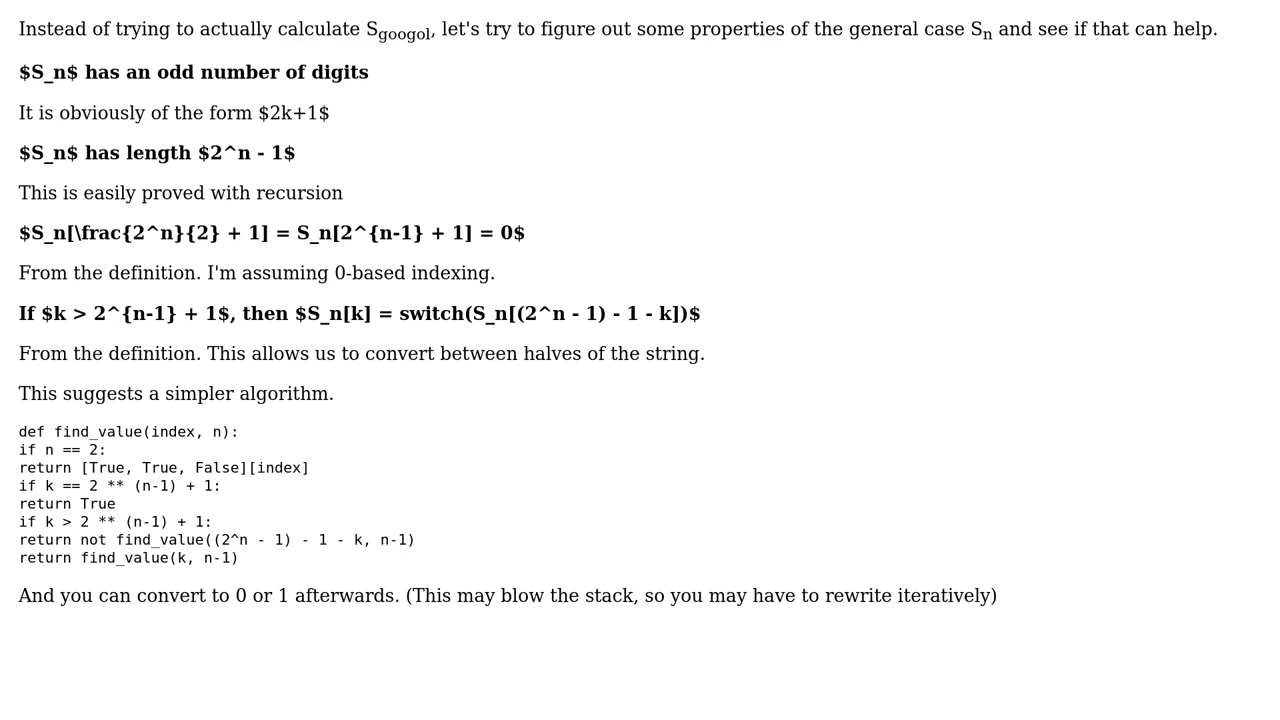 Instead of trying to actually calculate Sgoogol, let's try to figure out some properties of the general case Sn and see if that can help.
$S_n$ has an odd number of digits
It is obviously of the form $2k+1$
$S_n$ has length $2^n - 1$
This is easily proved with recursion
$S_n[\frac{2^n}{2} + 1] = S_n[2^{n-1} + 1] = 0$
From the definition. I'm assuming 0-based indexing.
If $k > 2^{n-1} + 1$, then $S_n[k] = switch(S_n[(2^n - 1) - 1 - k])$
From the definition. This allows us to convert between halves of the string.
This suggests a simpler algorithm.
def find_value(index, n):
if n == 2:
return [True, True, False][index]
if k == 2 ** (n-1) + 1:
return True
if k > 2 ** (n-1) + 1:
return not find_value((2^n - 1) - 1 - k, n-1)
return find_value(k, n-1)
And you can convert to 0 or 1 afterwards. (This may blow the stack, so you may have to rewrite iteratively)